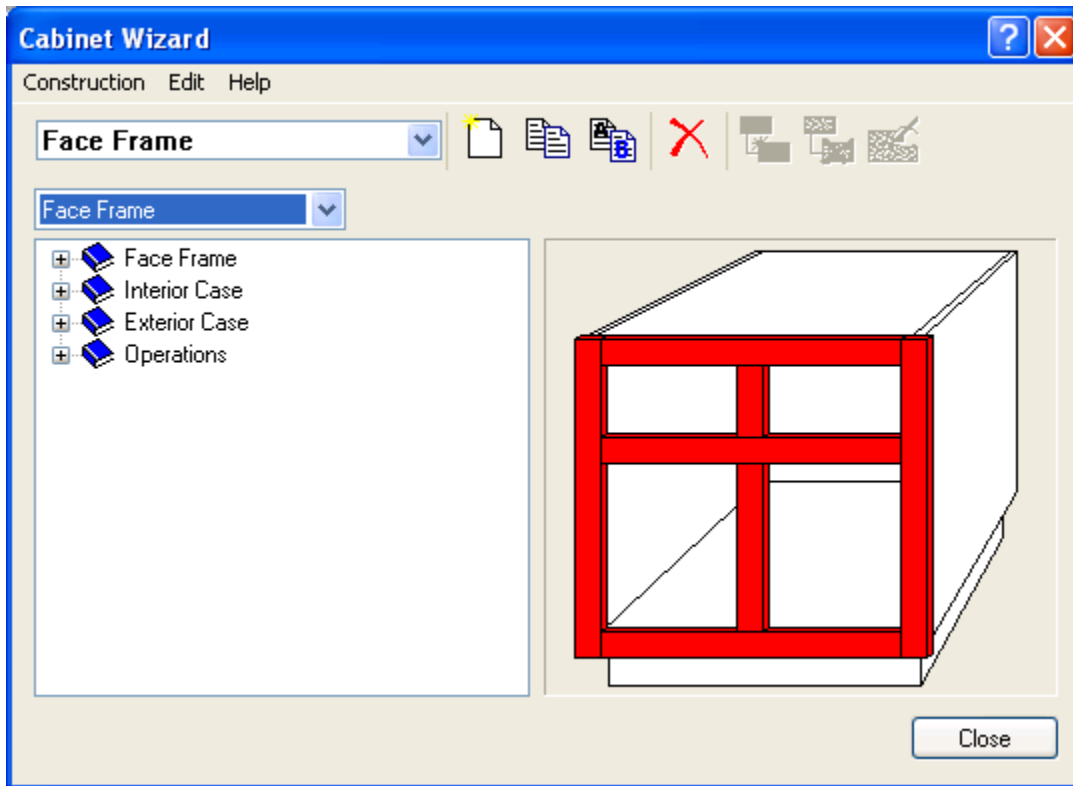 Cabinet Wizard
Construction Edit Help
Face Frame
A
B
Face Frame
Face Frame
Interior Case
Exterior Case
Operations
Close